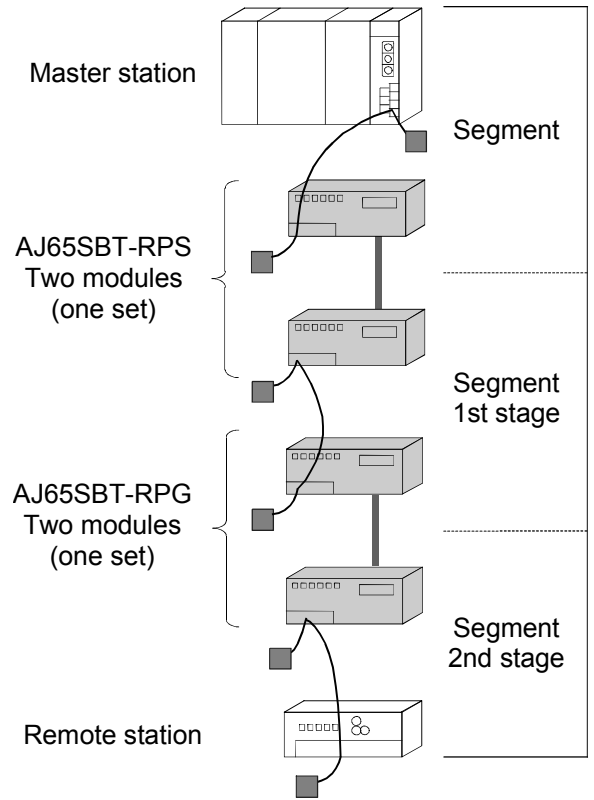 Master station
Segment
AJ65SBT-RPS
Two modules
(one set)
Segment
1st stage
AJ65SBT-RPG
Two modules
(one set)
Segment
2nd stage
Remote station